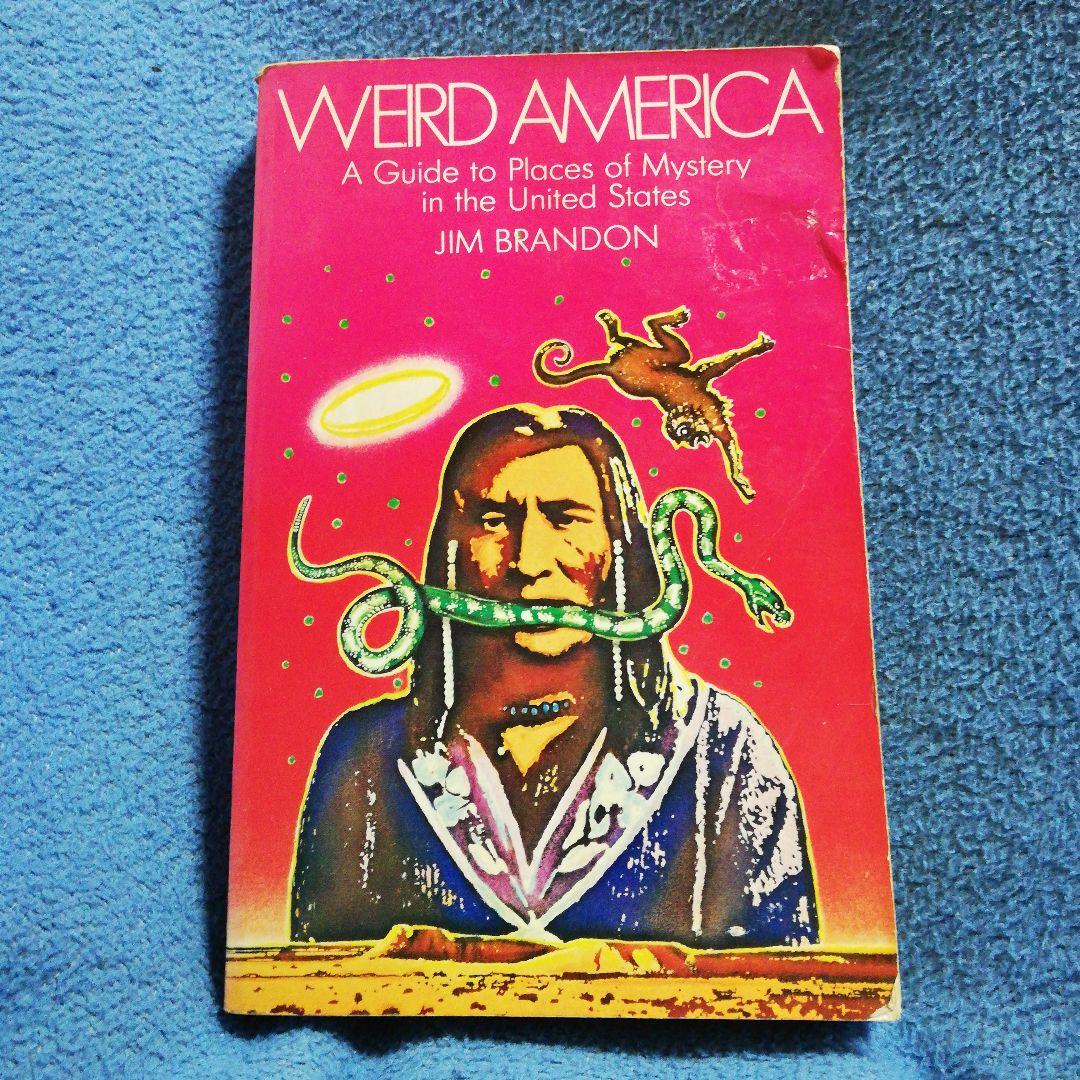 WEIRD AMERICA
A Guide to Places of Mystery
in the United States
JIM BRANDON